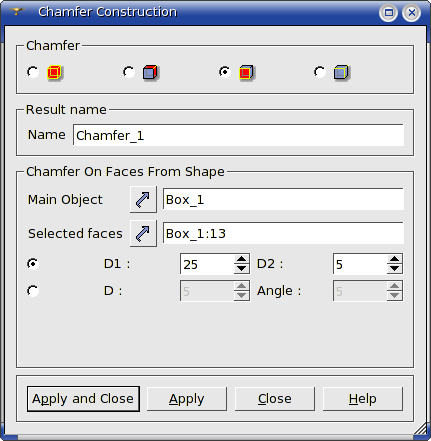 Chamfer Construction
Chamfer
Result name
Name Chamfer_1
Chamfer On Faces From Shape
Main Object Box_1
Selected faces Box_1:13
D1 : 25 D2 : 5
D : 5 Angle : 5
Apply and Close Apply Close Help